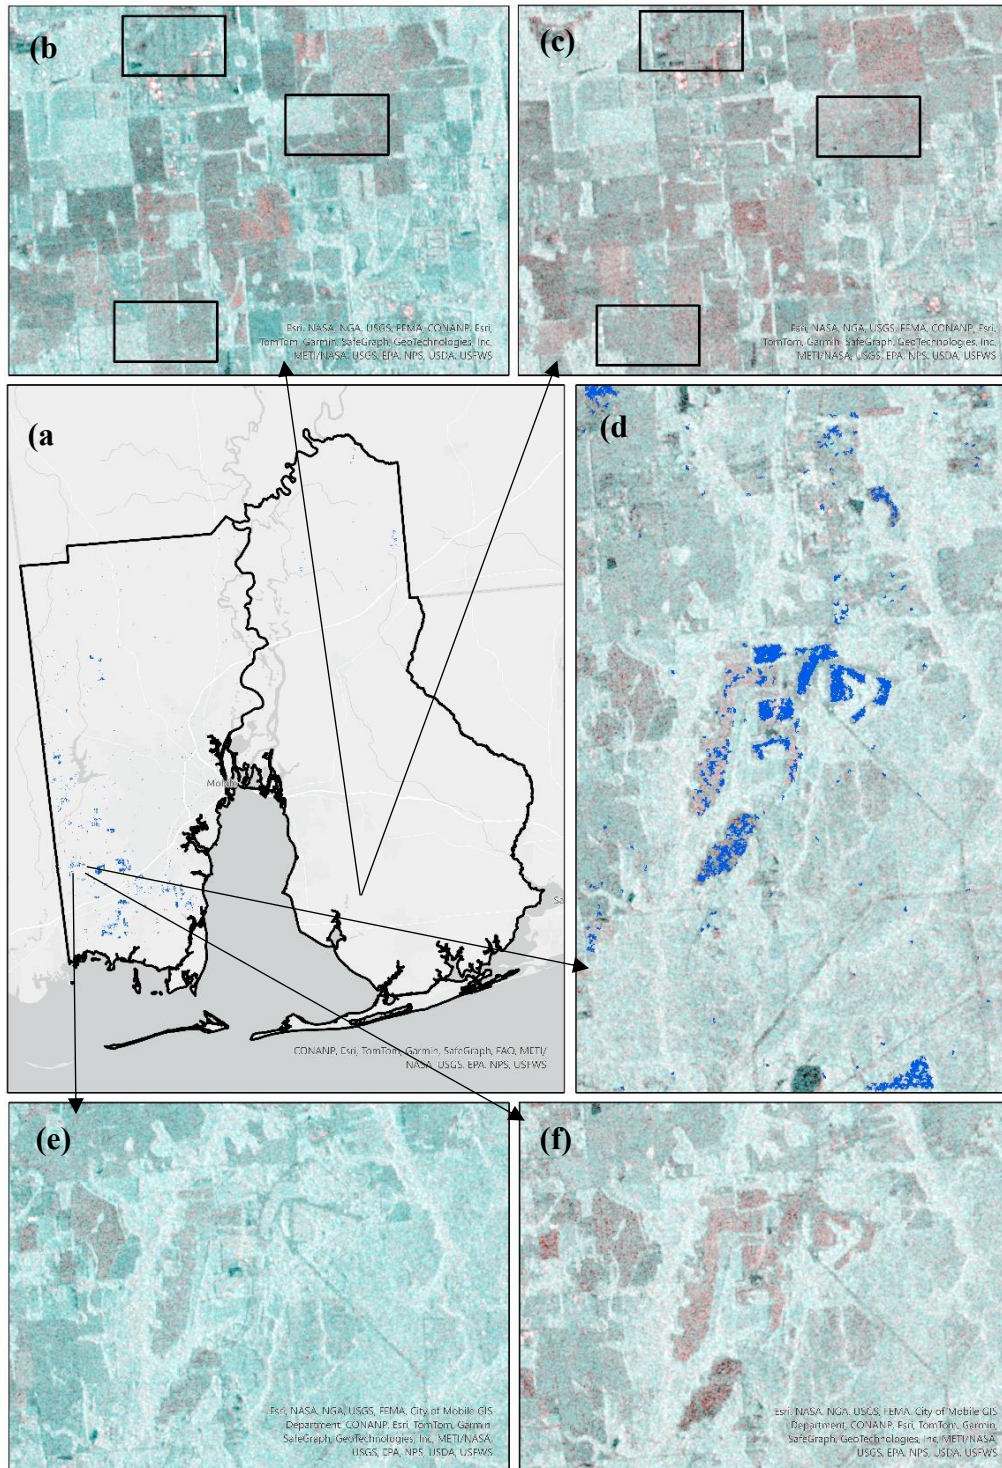 (b)
Esri, NASA, NGA, USGS, FEMA, CONANP, Esri,
TomTom, Garmin, SafeGraph, GeoTechnologies, Inc,
METI/NASA, USGS, EPA, NPS, USDA, USFWS
(c)
Esri, NASA, NGA, USGS, FEMA, CONANP, Esri,
TomTom, Garmin, SafeGraph, GeoTechnologies, Inc,
METI/NASA, USGS, EPA, NPS, USDA, USFWS
(a
CONANP, Esri, TomTom, Garmin, SafeGraph, FAO, METI/
NASA, USGS, EPA, NPS, USFWS
(d
(e)
Esri, NASA, NGA, USGS, FEMA, City of Mobile GIS
Department, CONANP, Esri, TomTom, Garmin,
SafeGraph, GeoTechnologies, Inc, METI/NASA,
USGS, EPA, NPS, USDA, USFWS
(f)
Esri, NASA, NGA, USGS, FEMA, City of Mobile GIS
Department, CONANP, Esri, TomTom, Garmin,
SafeGraph, GeoTechnologies, Inc, METI/NASA,
USGS, EPA, NPS, USDA, USFWS